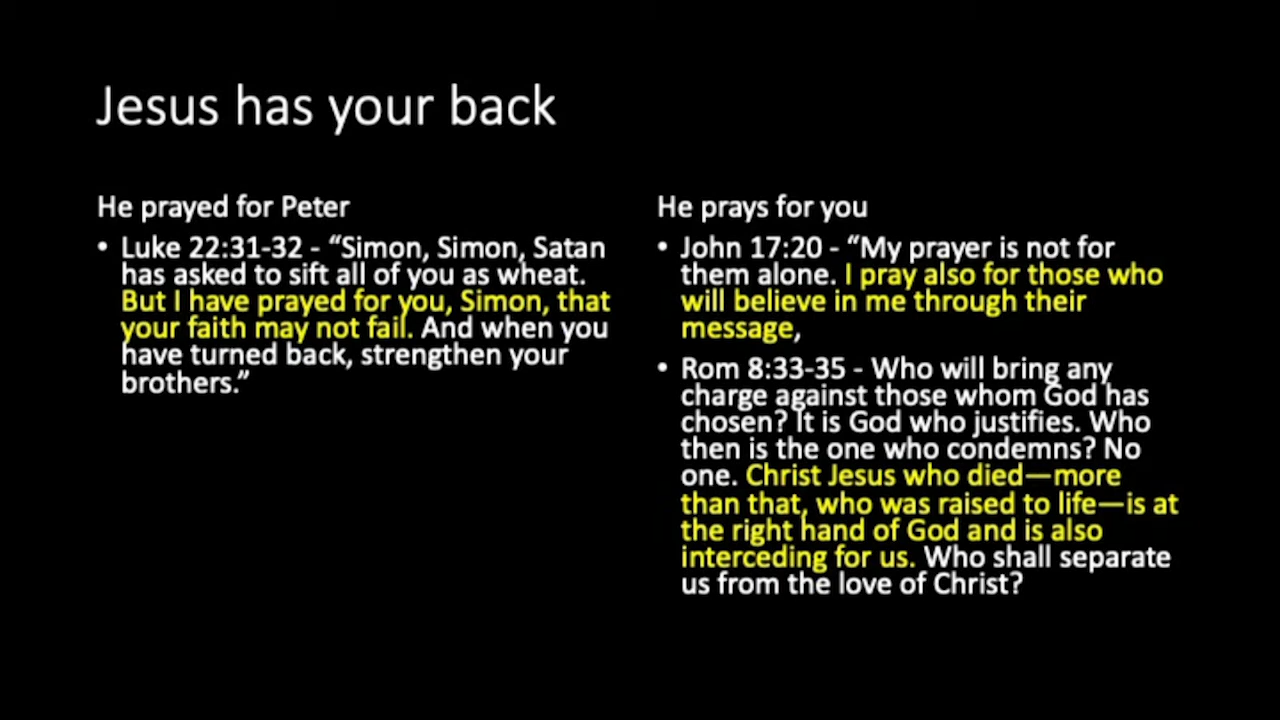 Jesus has your back
He prayed for Peter
• Luke 22:31-32 - “Simon, Simon, Satan
has asked to sift all of you as wheat.
But I have prayed for you, Simon, that
your faith may not fail. And when you
have turned back, strengthen your
brothers.”
He prays for you
• John 17:20 - “My prayer is not for
them alone. I pray also for those who
will believe in me through their
message,
• Rom 8:33-35 - Who will bring any
charge against those whom God has
chosen? It is God who justifies. Who
then is the one who condemns? No
one. Christ Jesus who died—more
than that, who was raised to life—is at
the right hand of God and is also
interceding for us. Who shall separate
us from the love of Christ?